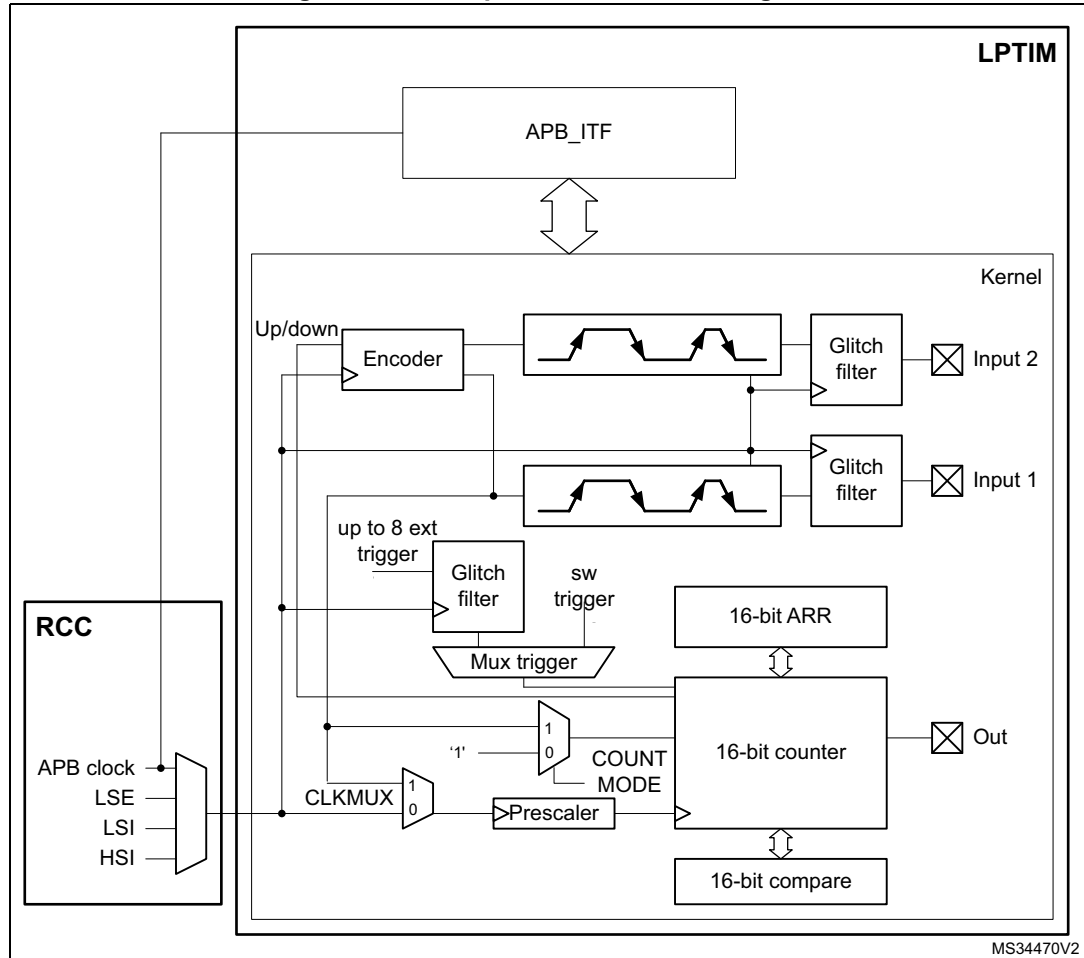 LPTIM
APB_ITF
Kernel
Up/down
Encoder
Glitch
filter
Input 2
Glitch
filter
Input 1
up to 8 ext
trigger
Glitch
filter
sw
trigger
Mux trigger
16-bit ARR
RCC
APB clock
LSE
LSI
HSI
CLKMUX
1
0
'1'
1
0
COUNT
MODE
Prescaler
16-bit counter
Out
16-bit compare
MS34470V2